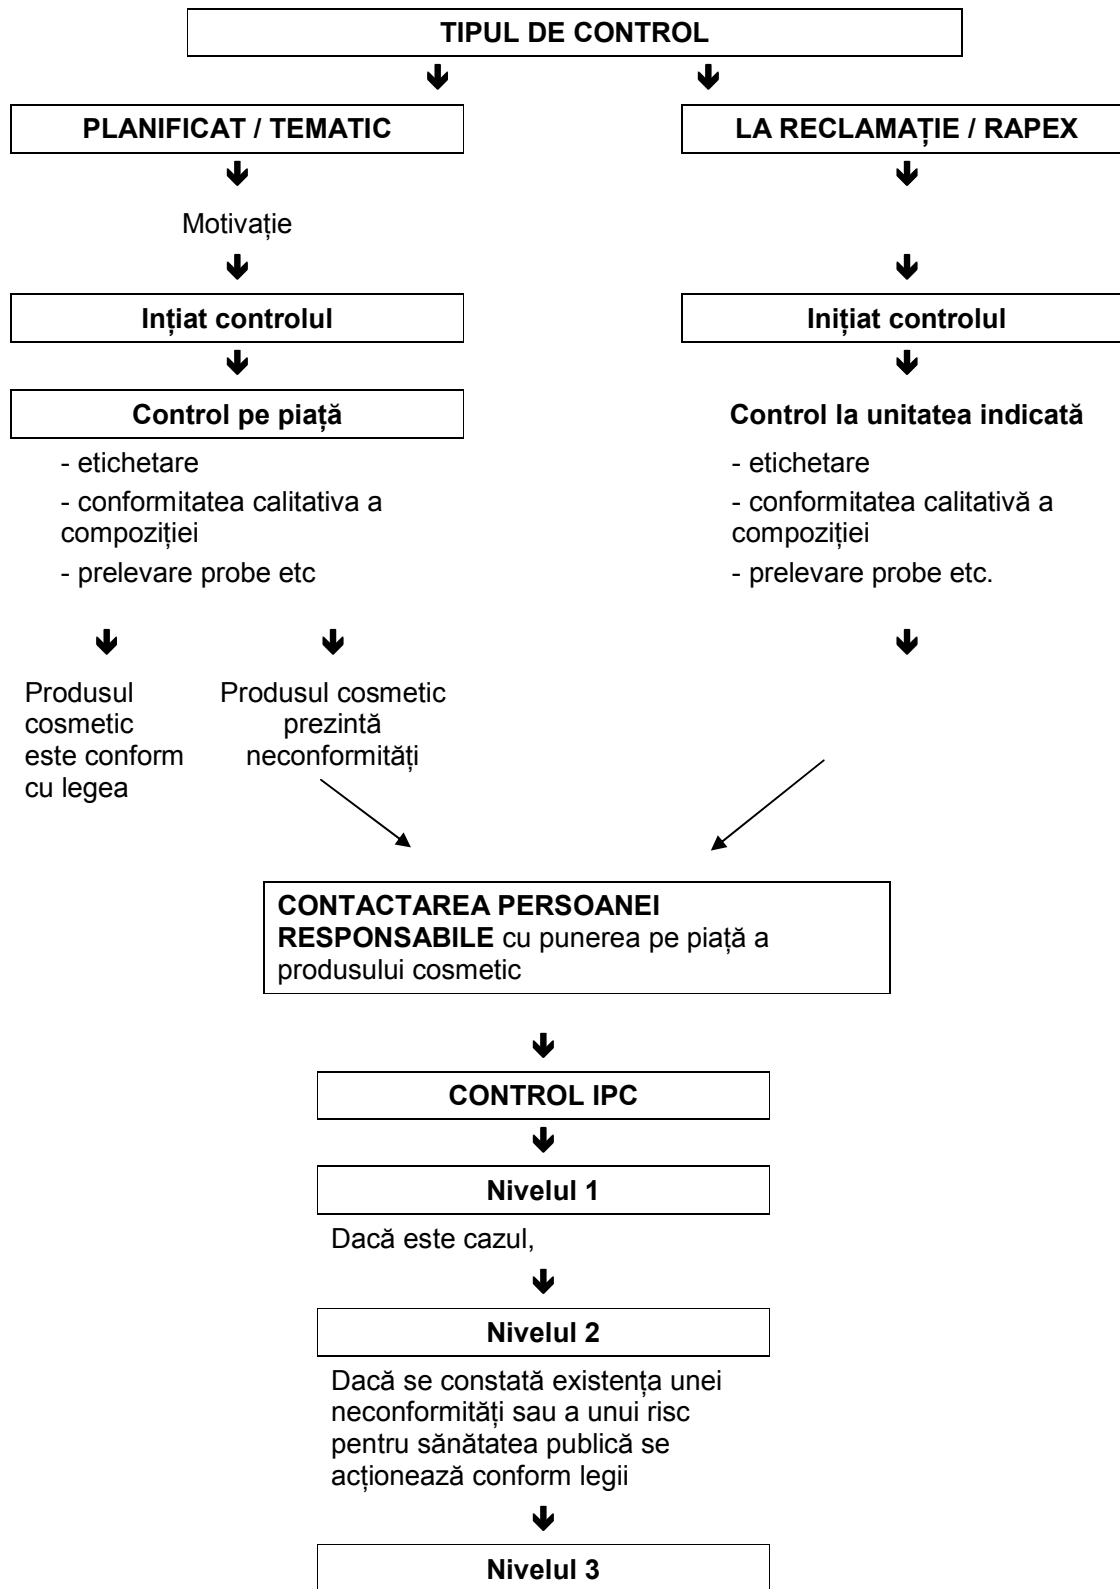 TIPUL DE CONTROL
PLANIFICAT / TEMATIC
LA RECLAMAȚIE / RAPEX
Motivație
Ințiat controlul
Inițiat controlul
Control pe piață
Control la unitatea indicată
- etichetare
- conformitatea calitativa a
compoziției
- prelevare probe etc
- etichetare
- conformitatea calitativă a
compoziției
- prelevare probe etc.
Produsul
cosmetic
este conform
cu legea
Produsul cosmetic
prezintă
neconformități
CONTACTAREA PERSOANEI
RESPONSABILE cu punerea pe piață a
produsului cosmetic
CONTROL IPC
Nivelul 1
Dacă este cazul,
Nivelul 2
Dacă se constată existența unei
neconformități sau a unui risc
pentru sănătatea publică se
acționează conform legii
Nivelul 3